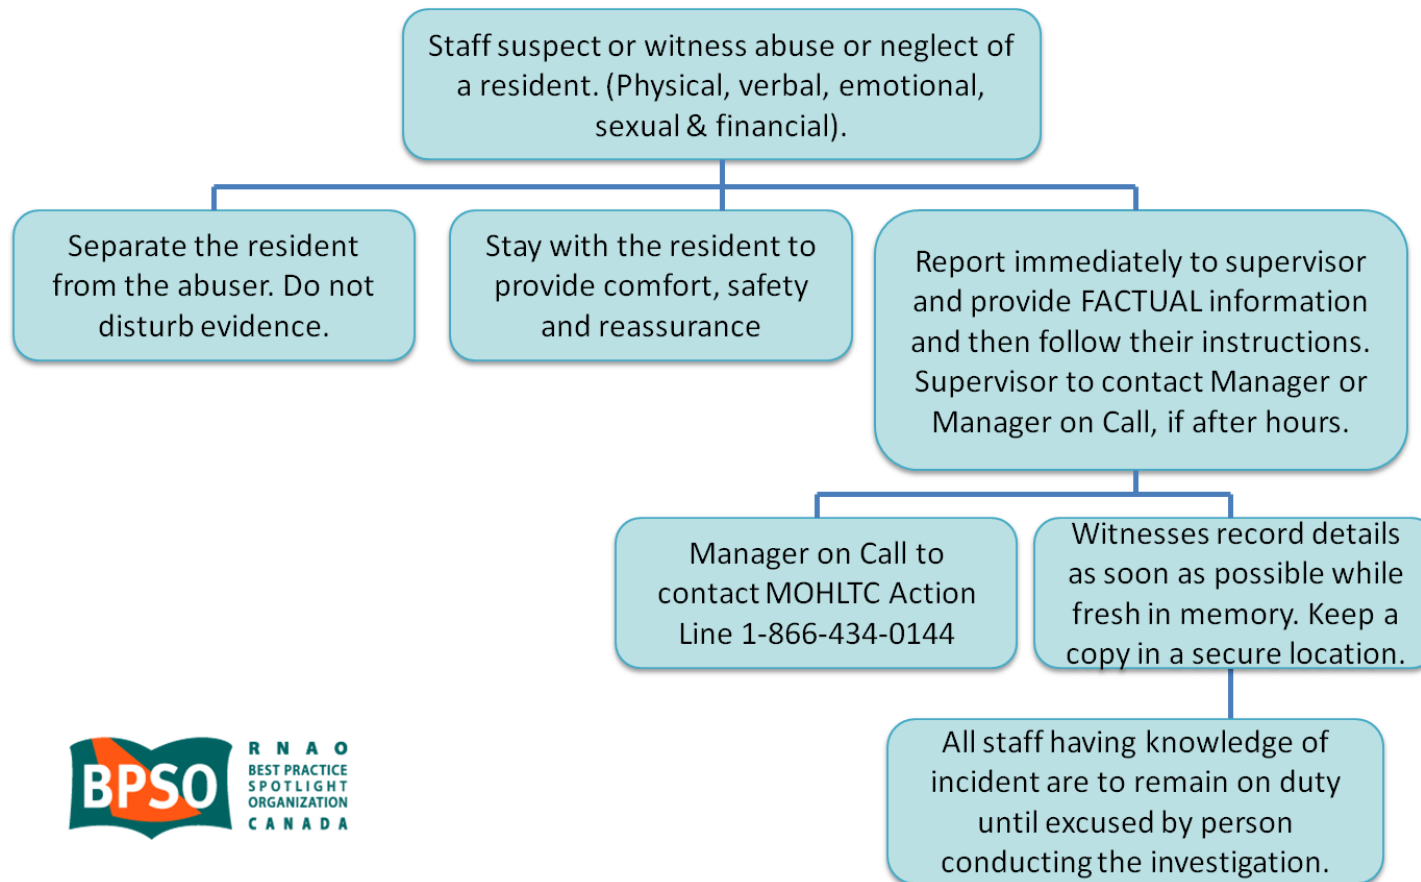 Staff suspect or witness abuse or neglect of
a resident. (Physical, verbal, emotional,
sexual & financial).
Separate the resident
from the abuser. Do not
disturb evidence.
Stay with the resident to
provide comfort, safety
and reassurance
Report immediately to supervisor
and provide FACTUAL information
and then follow their instructions.
Supervisor to contact Manager or
Manager on Call, if after hours.
Manager on Call to
contact MOHLTC Action
Line 1-866-434-0144
Witnesses record details
as soon as possible while
fresh in memory. Keep a
copy in a secure location.
All staff having knowledge of
incident are to remain on duty
until excused by person
conducting the investigation.
BPSO
RNAO
BEST PRACTICE
SPOTLIGHT
ORGANIZATION
CANADA